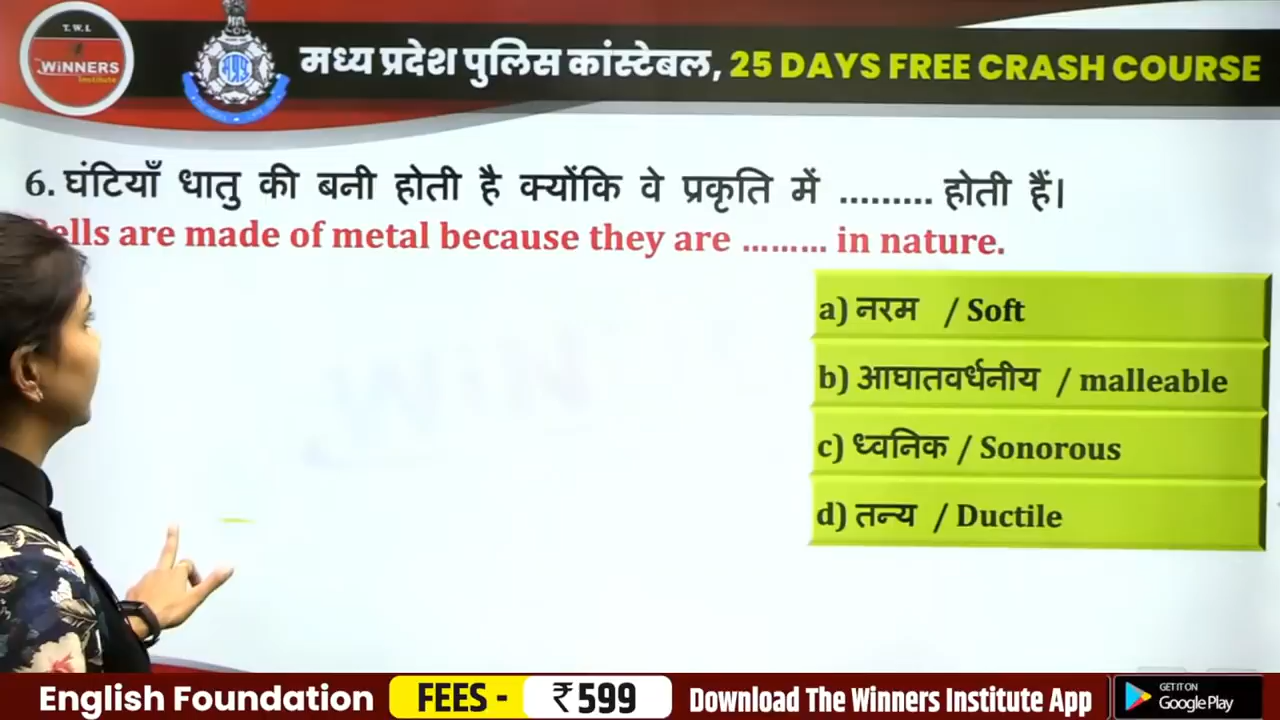 T. W. I.
WiNNERS
Institute
मध्य प्रदेश पुलिस कांस्टेबल, 25 DAYS FREE CRASH COURSE
6. घंटियाँ धातु की बनी होती है क्योंकि वे प्रकृति में ......... होती हैं।
ells are made of metal because they are ......... in nature.
a) नरम / Soft
b) आघातवर्धनीय / malleable
c) ध्वनिक / Sonorous
d) तन्य / Ductile
English Foundation FEES - ₹599 Download The Winners Institute App
GET IT ON
Google Play